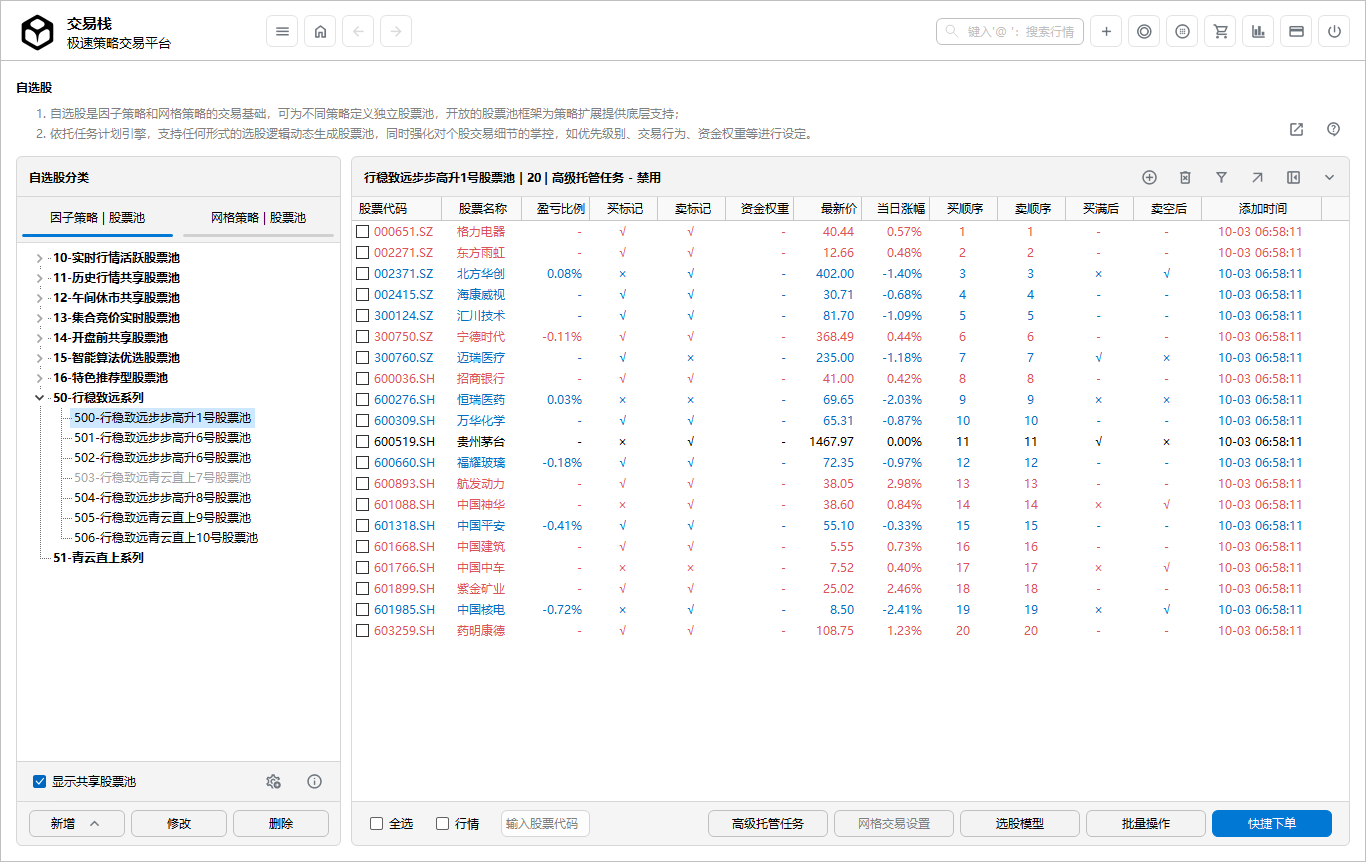 交易栈
极速策略交易平台
键入'@ '：搜索行情
自选股
1. 自选股是因子策略和网格策略的交易基础，可为不同策略定义独立股票池，开放的股票池框架为策略扩展提供底层支持；
2. 依托任务计划引擎，支持任何形式的选股逻辑动态生成股票池，同时强化对个股交易细节的掌控，如优先级别、交易行为、资金权重等进行设定。
自选股分类
因子策略 | 股票池 网格策略 | 股票池
10-实时行情活跃股票池
11-历史行情共享股票池
12-午间休市共享股票池
13-集合竞价实时股票池
14-开盘前共享股票池
15-智能算法优选股票池
16-特色推荐型股票池
50-行稳致远系列
500-行稳致远步步高升1号股票池
501-行稳致远步步高升6号股票池
502-行稳致远步步高升6号股票池
503-行稳致远青云直上7号股票池
504-行稳致远步步高升8号股票池
505-行稳致远青云直上9号股票池
506-行稳致远青云直上10号股票池
51-青云直上系列
显示共享股票池
新增 修改 删除
行稳致远步步高升1号股票池 | 20 | 高级托管任务 - 禁用
股票代码 股票名称 盈亏比例 买标记 卖标记 资金权重 最新价 当日涨幅 买顺序 卖顺序 买满后 卖空后 添加时间
000651.SZ 格力电器 - √ √ - 40.44 0.57% 1 1 - - 10-03 06:58:11
002271.SZ 东方雨虹 - √ √ - 12.66 0.48% 2 2 - - 10-03 06:58:11
002371.SZ 北方华创 0.08% × √ - 402.00 -1.40% 3 3 × √ 10-03 06:58:11
002415.SZ 海康威视 - √ √ - 30.71 -0.68% 4 4 - - 10-03 06:58:11
300124.SZ 汇川技术 - √ √ - 81.70 -1.09% 5 5 - - 10-03 06:58:11
300750.SZ 宁德时代 -0.11% √ √ - 368.49 0.44% 6 6 - - 10-03 06:58:11
300760.SZ 迈瑞医疗 - √ × - 235.00 -1.18% 7 7 √ × 10-03 06:58:11
600036.SH 招商银行 - √ √ - 41.00 0.42% 8 8 - - 10-03 06:58:11
600276.SH 恒瑞医药 0.03% × × - 69.65 -2.03% 9 9 × × 10-03 06:58:11
600309.SH 万华化学 - √ √ - 65.31 -0.87% 10 10 - - 10-03 06:58:11
600519.SH 贵州茅台 - × √ - 1467.97 0.00% 11 11 √ × 10-03 06:58:11
600660.SH 福耀玻璃 -0.18% √ √ - 72.35 -0.97% 12 12 - - 10-03 06:58:11
600893.SH 航发动力 - √ √ - 38.05 2.98% 13 13 - - 10-03 06:58:11
601088.SH 中国神华 - × √ - 38.60 0.84% 14 14 × √ 10-03 06:58:11
601318.SH 中国平安 -0.41% √ √ - 55.10 -0.33% 15 15 - - 10-03 06:58:11
601668.SH 中国建筑 - √ √ - 5.55 0.73% 16 16 - - 10-03 06:58:11
601766.SH 中国中车 - × × - 7.52 0.40% 17 17 × √ 10-03 06:58:11
601899.SH 紫金矿业 - √ √ - 25.02 2.46% 18 18 - - 10-03 06:58:11
601985.SH 中国核电 -0.72% × √ - 8.50 -2.41% 19 19 × √ 10-03 06:58:11
603259.SH 药明康德 - √ √ - 108.75 1.23% 20 20 - - 10-03 06:58:11
全选 行情 输入股票代码 高级托管任务 网格交易设置 选股模型 批量操作 快捷下单